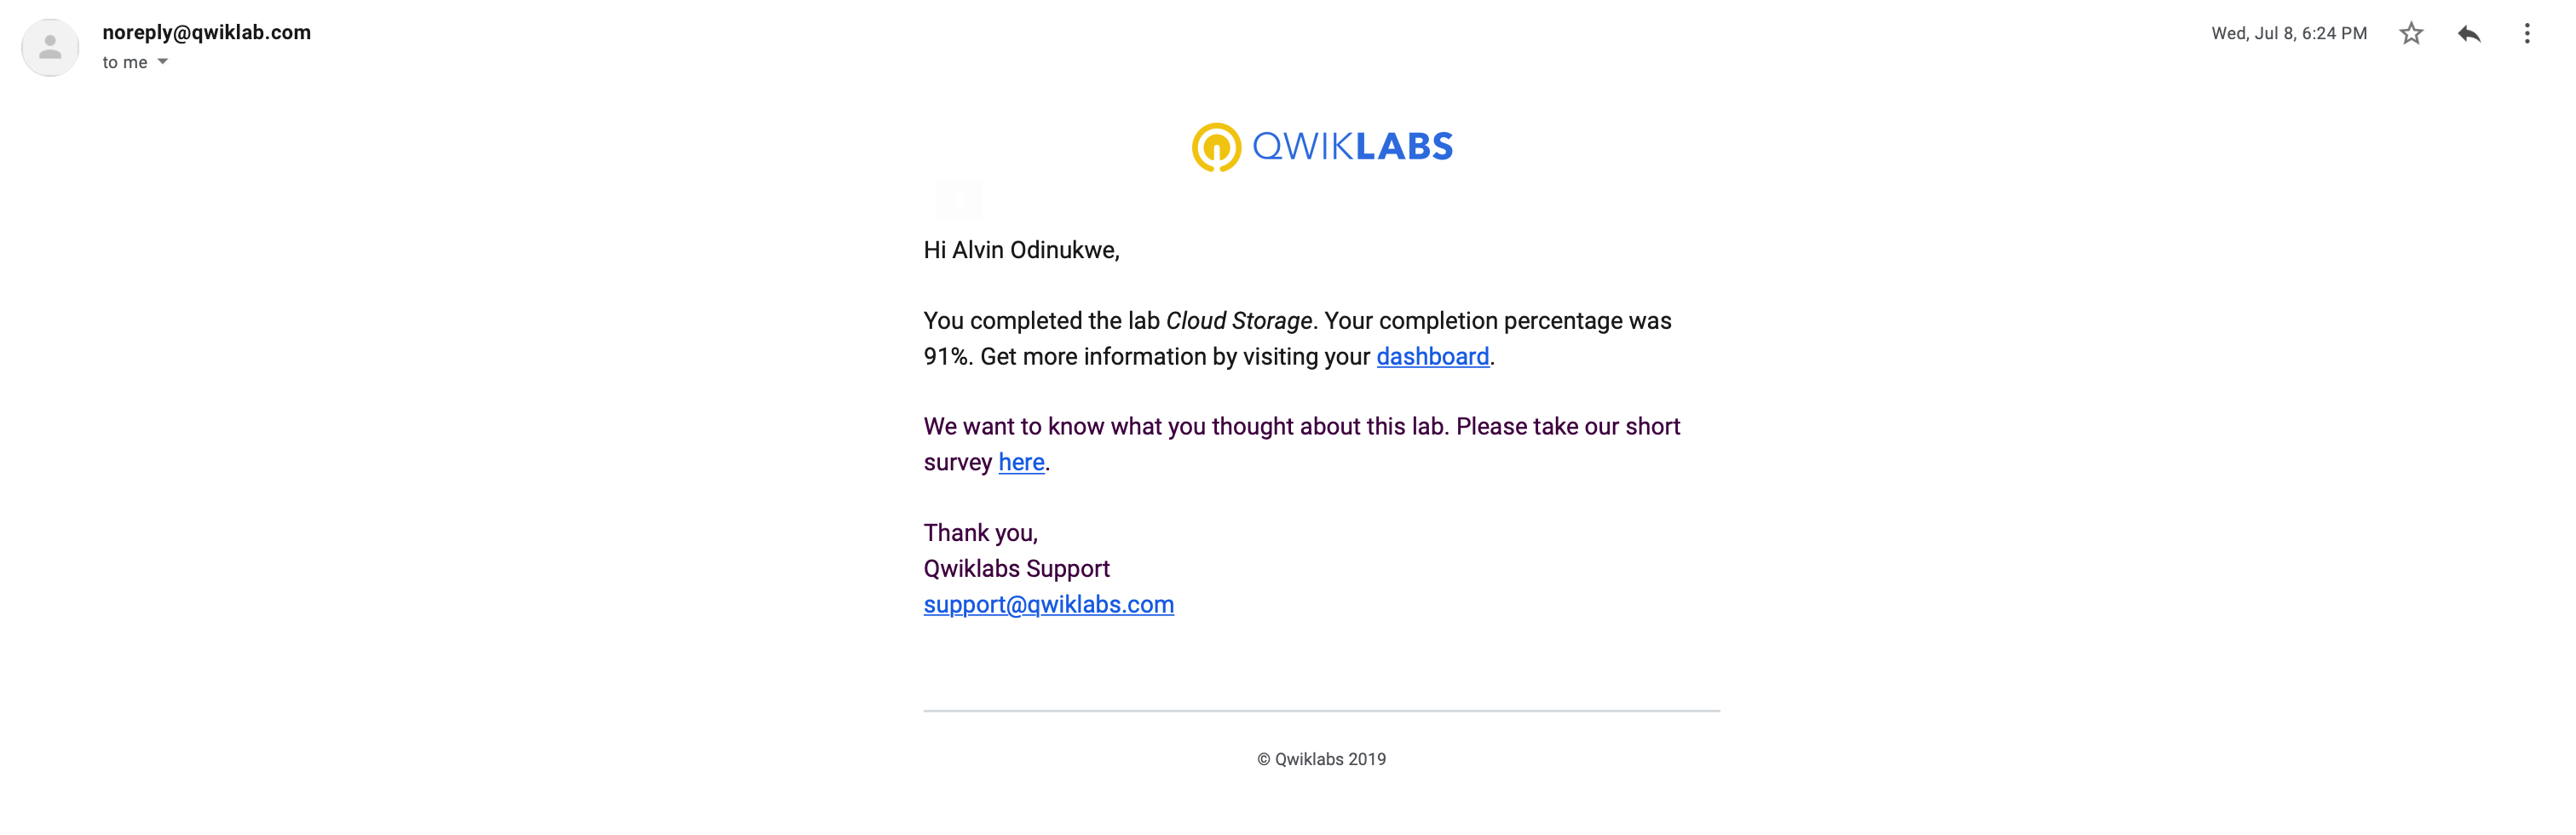 noreply@qwiklab.com
Wed, Jul 8, 6:24 PM
to me
QWIKLABS
Hi Alvin Odinukwe,
You completed the lab Cloud Storage. Your completion percentage was
91%. Get more information by visiting your dashboard.
We want to know what you thought about this lab. Please take our short
survey here.
Thank you,
Qwiklabs Support
support@qwiklabs.com
© Qwiklabs 2019